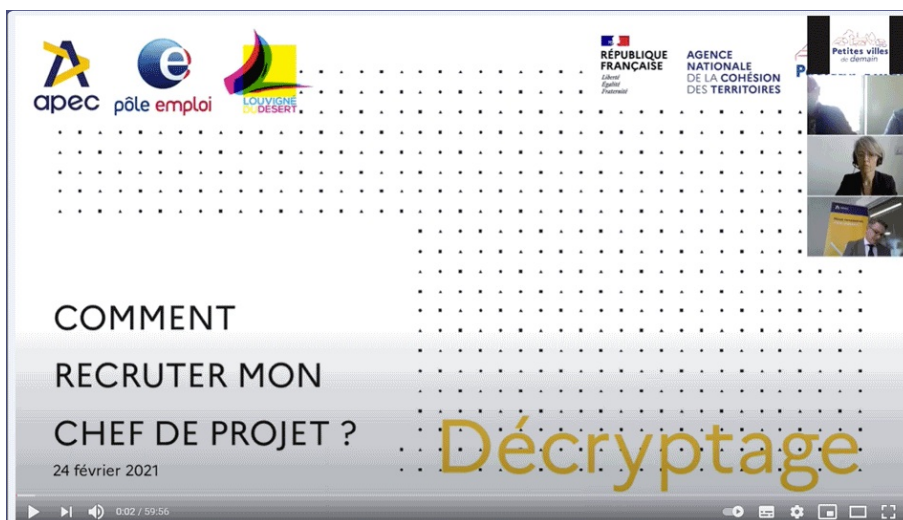 apec
pôle emploi
LOUVIGNÉ
DU DÉSERT
RÉPUBLIQUE
FRANÇAISE
Liberté
Égalité
Fraternité
AGENCE
NATIONALE
DE LA COHÉSION
DES TERRITOIRES
Petites villes
de demain
COMMENT
RECRUTER MON
CHEF DE PROJET ?
24 février 2021
Décryptage
0:02 / 59:56